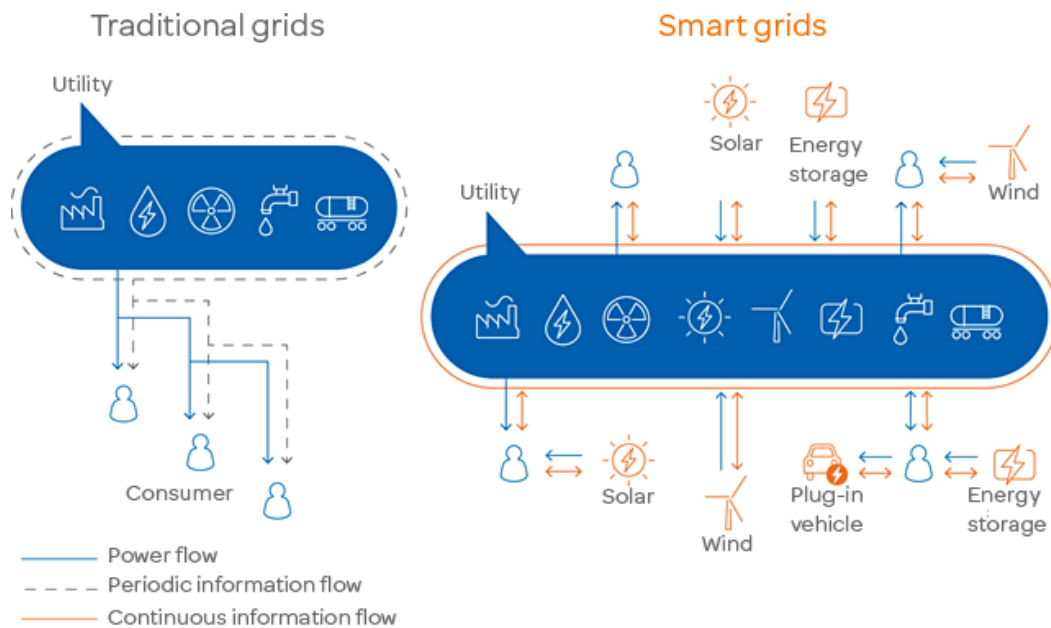 Traditional grids
Smart grids
Utility
Consumer
Solar
Energy
storage
Wind
Utility
Solar
Wind
Plug-in
vehicle
Energy
storage
Power flow
Periodic information flow
Continuous information flow